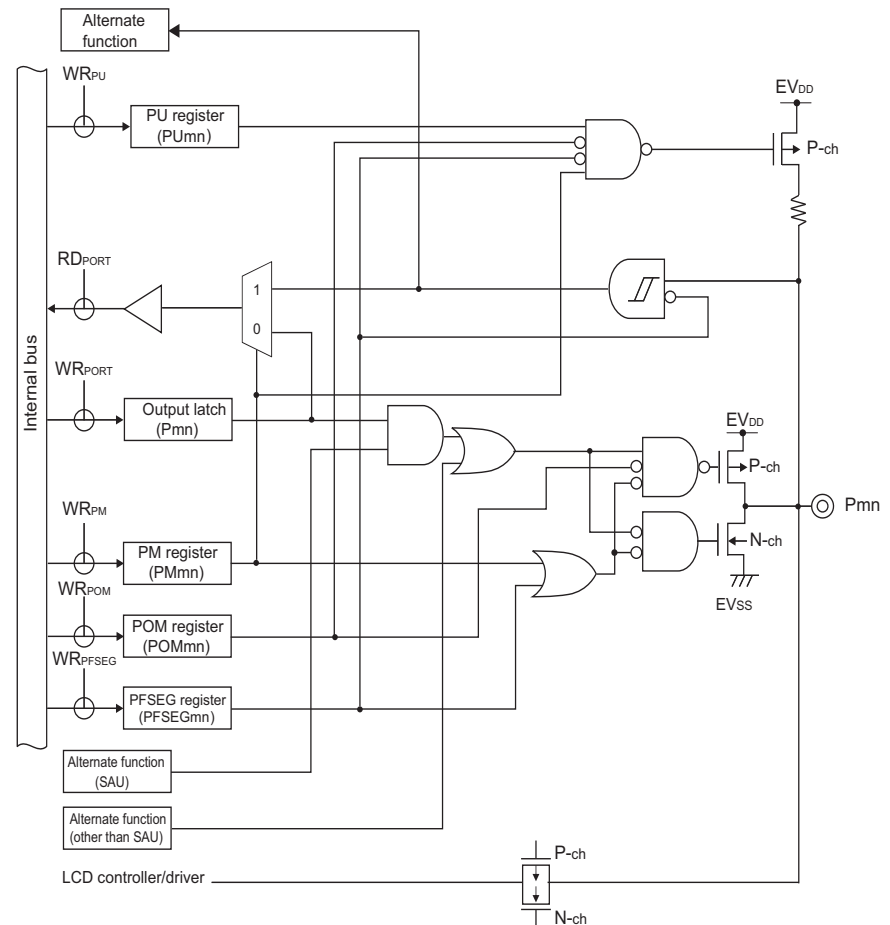 Alternate
function
WRPU
PU register
(PUmn)
EVDD
P-ch
RDPORT
1
0
Internal bus
WRPORT
Output latch
(Pmn)
EVDD
P-ch
Pmn
WRPM
PM register
(PMmn)
N-ch
EVSS
WRPOM
POM register
(POMmn)
WRPFSEG
PFSEG register
(PFSEGmn)
Alternate function
(SAU)
Alternate function
(other than SAU)
P-ch
LCD controller/driver
N-ch